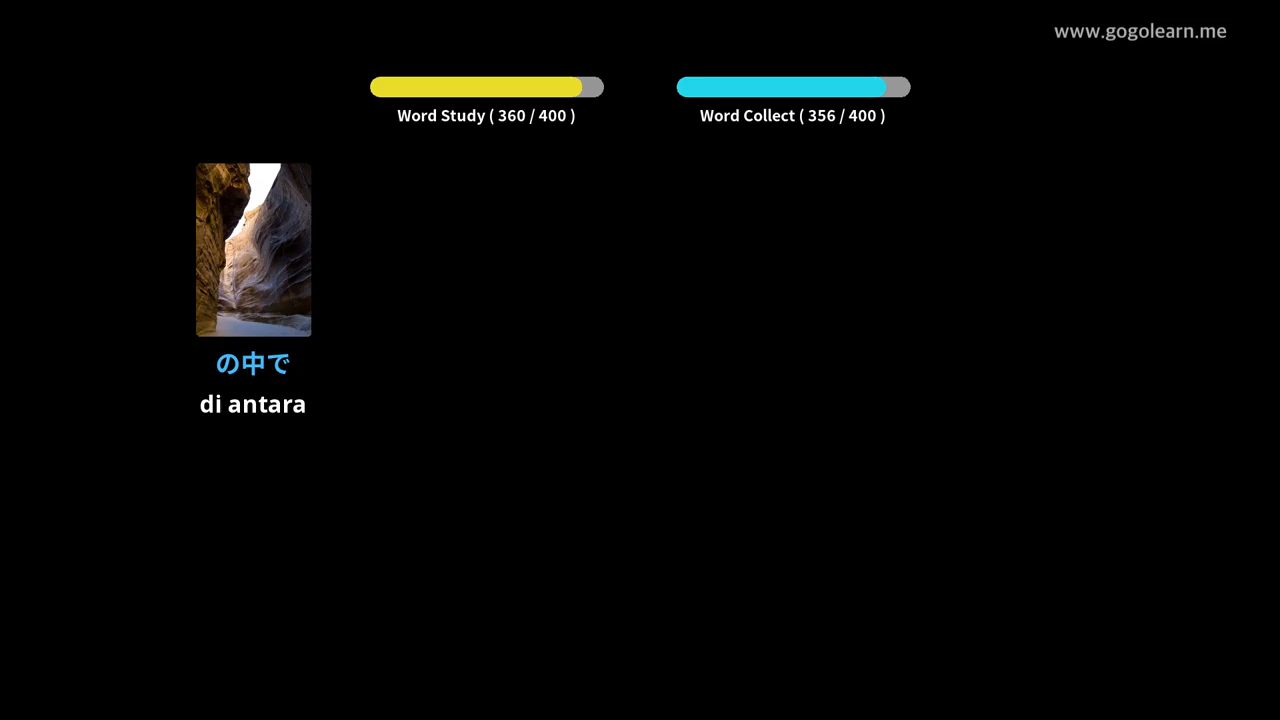 www.gogolearn.me
Word Study ( 360 / 400 )
Word Collect ( 356 / 400 )
の中で
di antara